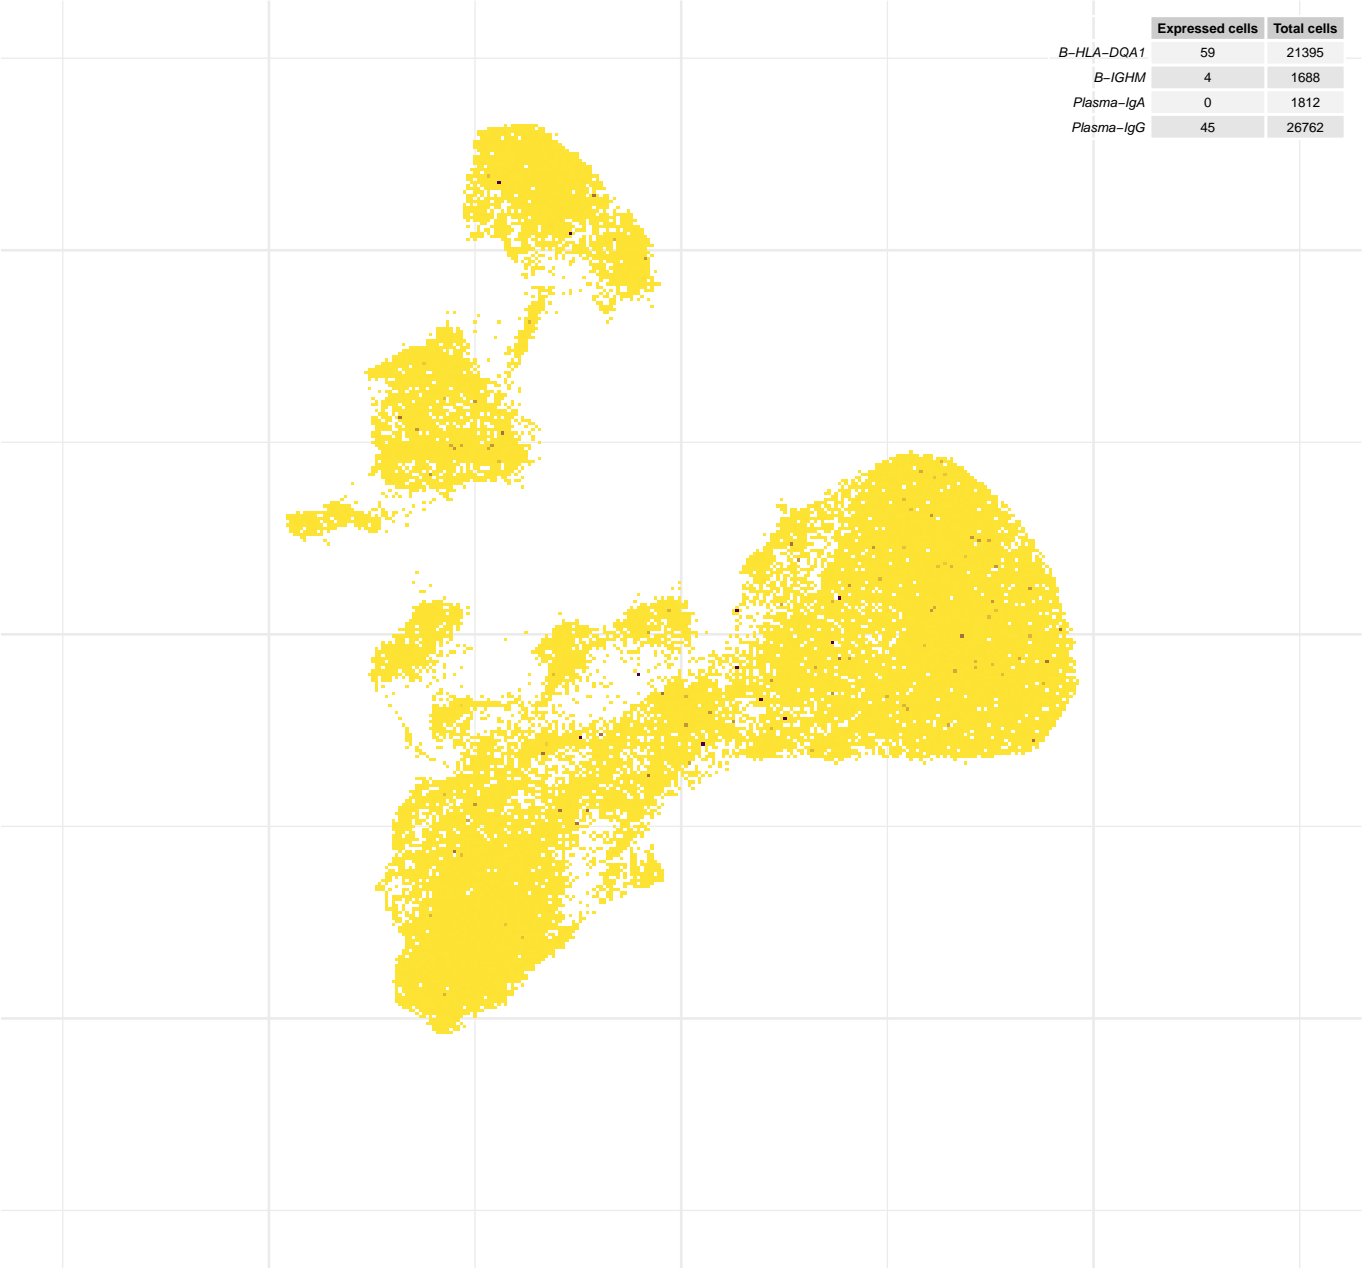 Expressed cells Total cells
B−HLA−DQA1 59 21395
B−IGHM 4 1688
Plasma−IgA 0 1812
Plasma−IgG 45 26762